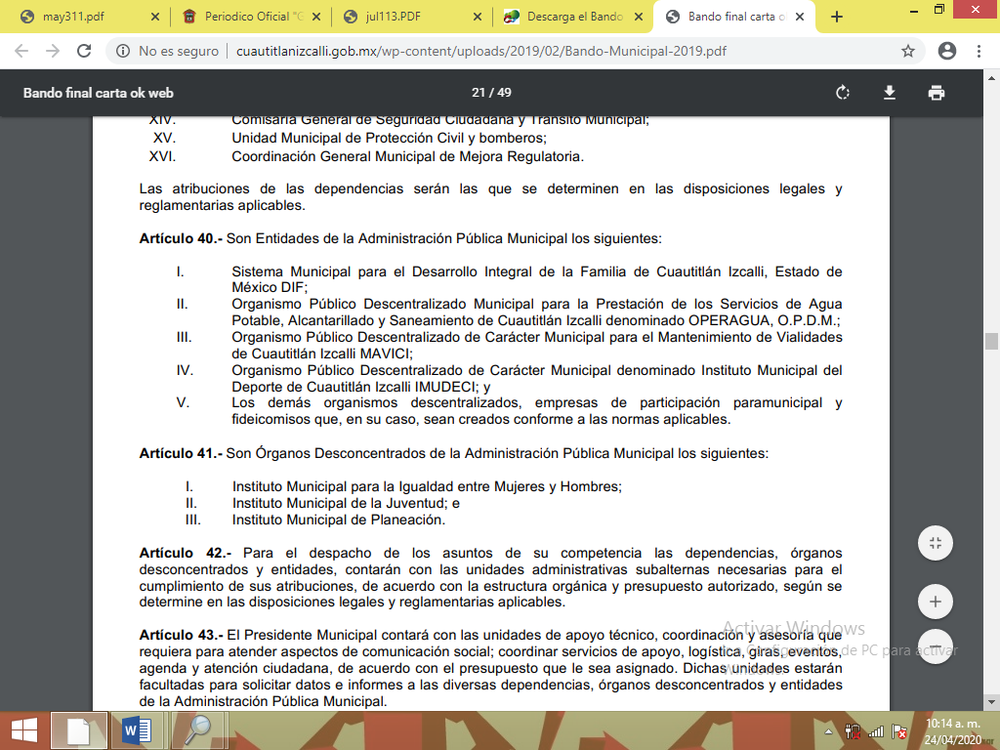 may311.pdf
Periodico Oficial "G
jul113.PDF
Descarga el Bando
Bando final carta o
No es seguro
cuautitlanizcalli.gob.mx/wp-content/uploads/2019/02/Bando-Municipal-2019.pdf
Bando final carta ok web
21 / 49
XIV. Comisaría General de Seguridad Ciudadana y Tránsito Municipal;
XV. Unidad Municipal de Protección Civil y bomberos;
XVI. Coordinación General Municipal de Mejora Regulatoria.
Las atribuciones de las dependencias serán las que se determinen en las disposiciones legales y
reglamentarias aplicables.
Artículo 40.- Son Entidades de la Administración Pública Municipal los siguientes:
I. Sistema Municipal para el Desarrollo Integral de la Familia de Cuautitlán Izcalli, Estado de
México DIF;
II. Organismo Público Descentralizado Municipal para la Prestación de los Servicios de Agua
Potable, Alcantarillado y Saneamiento de Cuautitlán Izcalli denominado OPERAGUA, O.P.D.M.;
III. Organismo Público Descentralizado de Carácter Municipal para el Mantenimiento de Vialidades
de Cuautitlán Izcalli MAVICI;
IV. Organismo Público Descentralizado de Carácter Municipal denominado Instituto Municipal del
Deporte de Cuautitlán Izcalli IMUDECI; y
V. Los demás organismos descentralizados, empresas de participación paramunicipal y
fideicomisos que, en su caso, sean creados conforme a las normas aplicables.
Artículo 41.- Son Órganos Desconcentrados de la Administración Pública Municipal los siguientes:
I. Instituto Municipal para la Igualdad entre Mujeres y Hombres;
II. Instituto Municipal de la Juventud; e
III. Instituto Municipal de Planeación.
Artículo 42.- Para el despacho de los asuntos de su competencia las dependencias, órganos
desconcentrados y entidades, contarán con las unidades administrativas subalternas necesarias para el
cumplimiento de sus atribuciones, de acuerdo con la estructura orgánica y presupuesto autorizado, según se
determine en las disposiciones legales y reglamentarias aplicables.
Artículo 43.- El Presidente Municipal contará con las unidades de apoyo técnico, coordinación y asesoría que
requiera para atender aspectos de comunicación social; coordinar servicios de apoyo, logística, giras, eventos,
agenda y atención ciudadana, de acuerdo con el presupuesto que le sea asignado. Dichas unidades estarán
facultadas para solicitar datos e informes a las diversas dependencias, órganos desconcentrados y entidades
de la Administración Pública Municipal.
Activar Windows
Ir a Configuración de PC para activar
Windows.
10:14 a. m.
24/04/2020